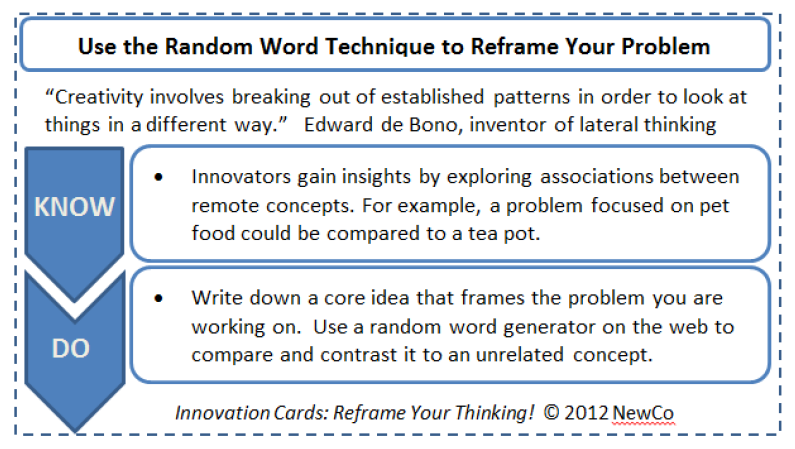 Use the Random Word Technique to Reframe Your Problem
“Creativity involves breaking out of established patterns in order to look at
things in a different way.”   Edward de Bono, inventor of lateral thinking
KNOW
• Innovators gain insights by exploring associations between
remote concepts. For example, a problem focused on pet
food could be compared to a tea pot.
DO
• Write down a core idea that frames the problem you are
working on.  Use a random word generator on the web to
compare and contrast it to an unrelated concept.
Innovation Cards: Reframe Your Thinking!  © 2012 NewCo